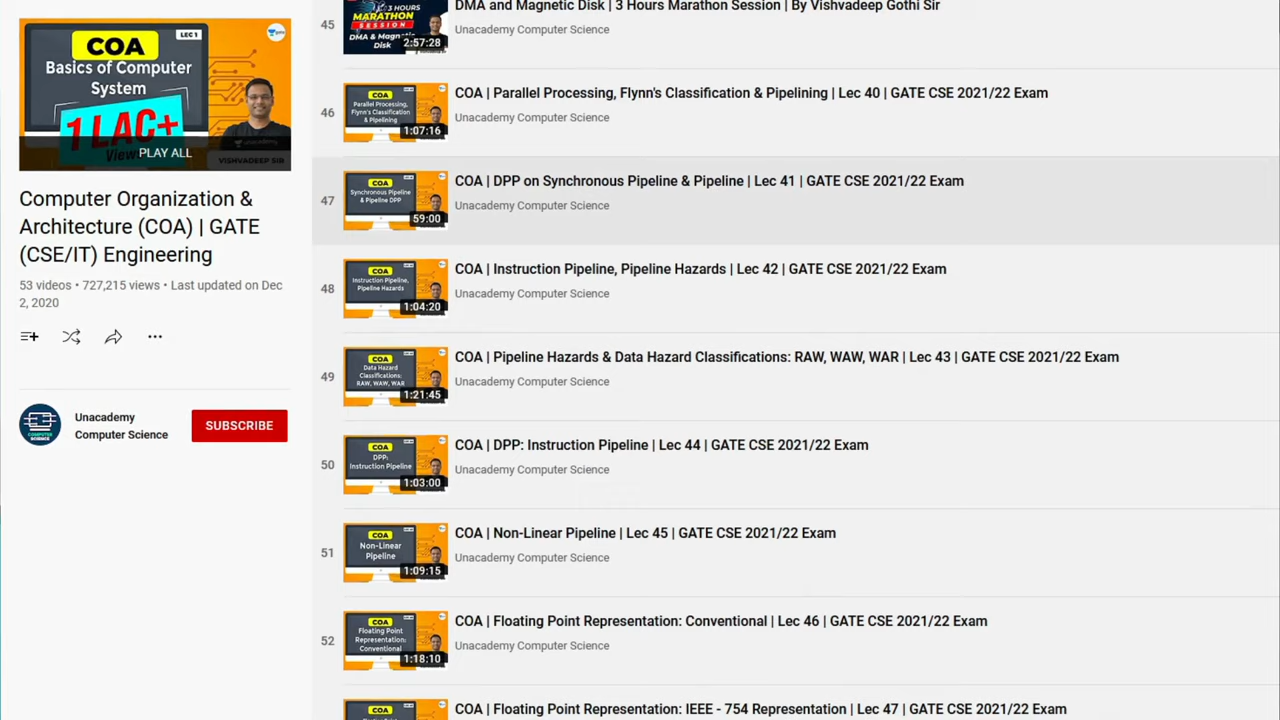 COA
LEC 1
Basics of Computer
System
1 LAC+
Views
PLAY ALL
unacademy
VISHVADEEP SIR
Computer Organization &
Architecture (COA) | GATE
(CSE/IT) Engineering
53 videos • 727,215 views • Last updated on Dec
2, 2020
Unacademy
Computer Science
SUBSCRIBE
45
3 HOURS
MARATHON
SESSION
DMA & Magnetic
Disk
2:57:28
DMA and Magnetic Disk | 3 Hours Marathon Session | By Vishvadeep Gothi Sir
Unacademy Computer Science
46
COA
Parallel Processing,
Flynn's Classification
& Pipelining
1:07:16
COA | Parallel Processing, Flynn's Classification & Pipelining | Lec 40 | GATE CSE 2021/22 Exam
Unacademy Computer Science
47
COA
Synchronous Pipeline
& Pipeline DPP
59:00
COA | DPP on Synchronous Pipeline & Pipeline | Lec 41 | GATE CSE 2021/22 Exam
Unacademy Computer Science
48
COA
Instruction Pipeline,
Pipeline Hazards
1:04:20
COA | Instruction Pipeline, Pipeline Hazards | Lec 42 | GATE CSE 2021/22 Exam
Unacademy Computer Science
49
COA
Data Hazard
Classifications:
RAW, WAW, WAR
1:21:45
COA | Pipeline Hazards & Data Hazard Classifications: RAW, WAW, WAR | Lec 43 | GATE CSE 2021/22 Exam
Unacademy Computer Science
50
COA
DPP:
Instruction Pipeline
1:03:00
COA | DPP: Instruction Pipeline | Lec 44 | GATE CSE 2021/22 Exam
Unacademy Computer Science
51
COA
Non-Linear
Pipeline
1:09:15
COA | Non-Linear Pipeline | Lec 45 | GATE CSE 2021/22 Exam
Unacademy Computer Science
52
COA
Floating Point
Representation:
Conventional
1:18:10
COA | Floating Point Representation: Conventional | Lec 46 | GATE CSE 2021/22 Exam
Unacademy Computer Science
COA
COA | Floating Point Representation: IEEE - 754 Representation | Lec 47 | GATE CSE 2021/22 Exam